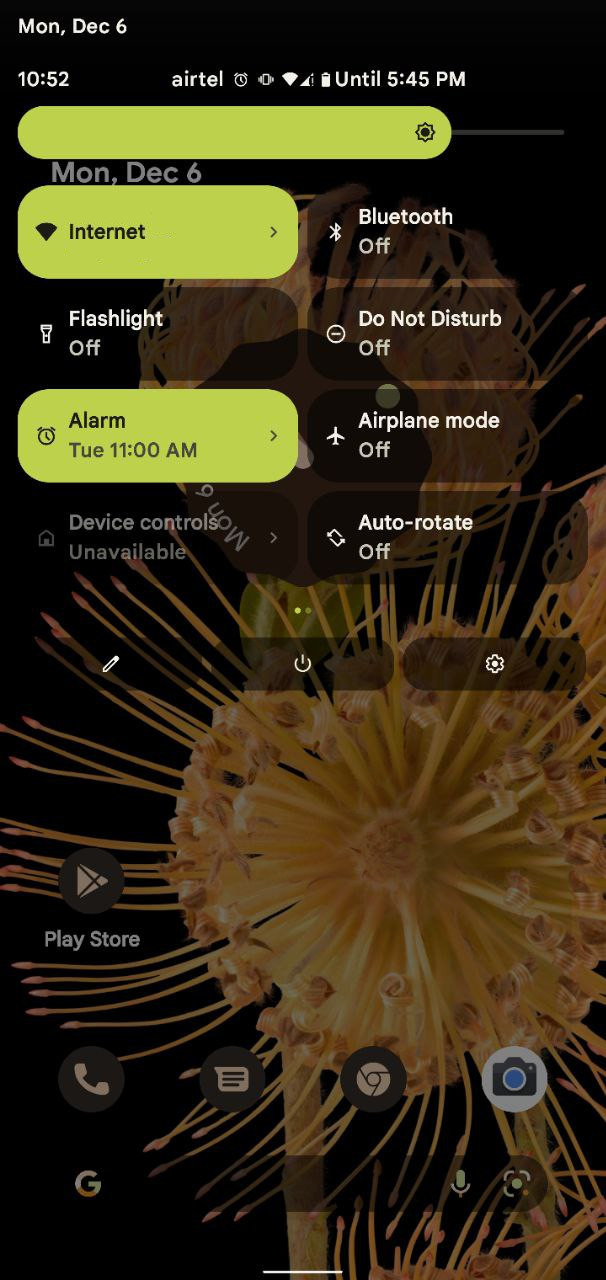 Mon, Dec 6
10:52 airtel Until 5:45 PM
Mon, Dec 6
Internet
Bluetooth
Off
Flashlight
Off
Do Not Disturb
Off
Alarm
Tue 11:00 AM
Airplane mode
Off
Mon 6
Device controls
Unavailable
Auto-rotate
Off
Play Store
G